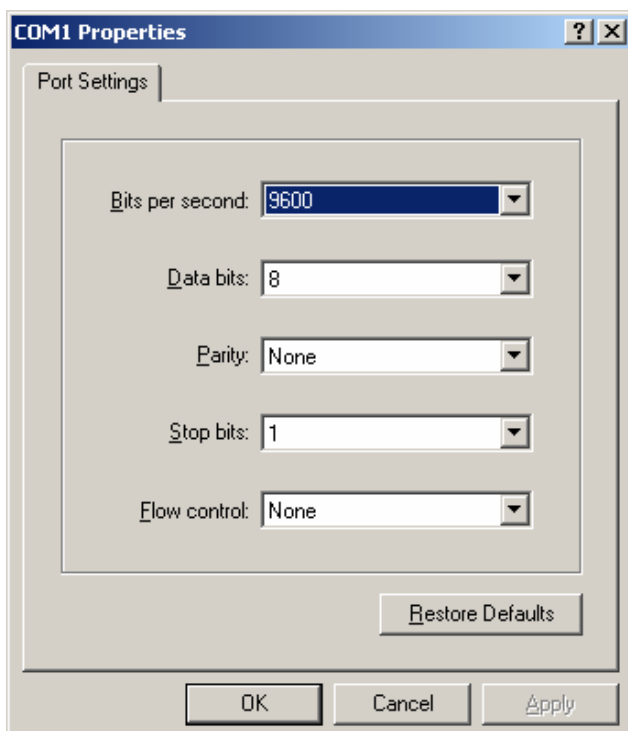 COM1 Properties
Port Settings
Bits per second: 9600
Data bits: 8
Parity: None
Stop bits: 1
Flow control: None
Restore Defaults
OK Cancel Apply